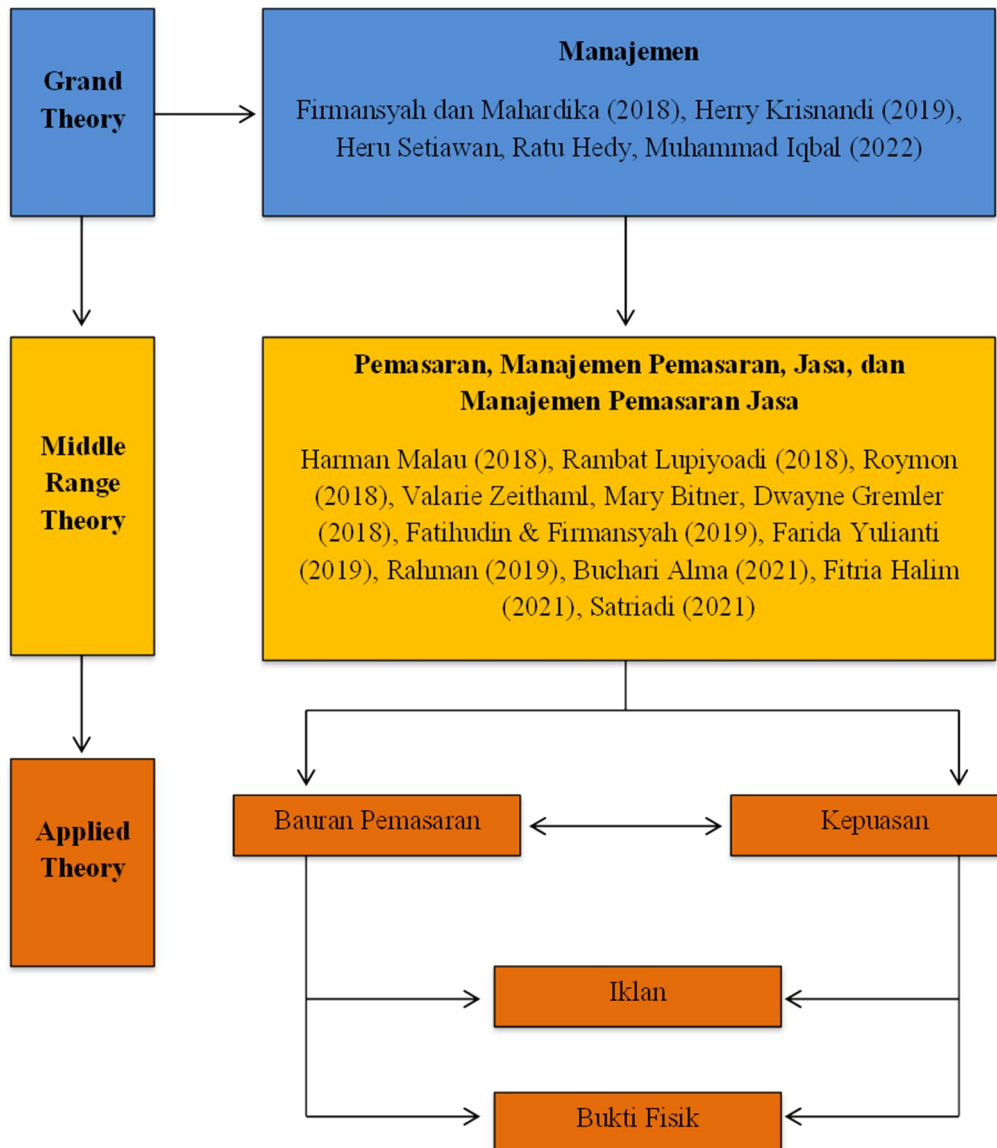 Grand
Theory
Manajemen
Firmansyah dan Mahardika (2018), Herry Krisnandi (2019),
Heru Setiawan, Ratu Hedy, Muhammad Iqbal (2022)
Middle
Range
Theory
Pemasaran, Manajemen Pemasaran, Jasa, dan
Manajemen Pemasaran Jasa
Harman Malau (2018), Rambat Lupiyoadi (2018), Roymon
(2018), Valarie Zeithaml, Mary Bitner, Dwayne Gremler
(2018), Fatihudin & Firmansyah (2019), Farida Yulianti
(2019), Rahman (2019), Buchari Alma (2021), Fitria Halim
(2021), Satriadi (2021)
Applied
Theory
Bauran Pemasaran
Kepuasan
Iklan
Bukti Fisik